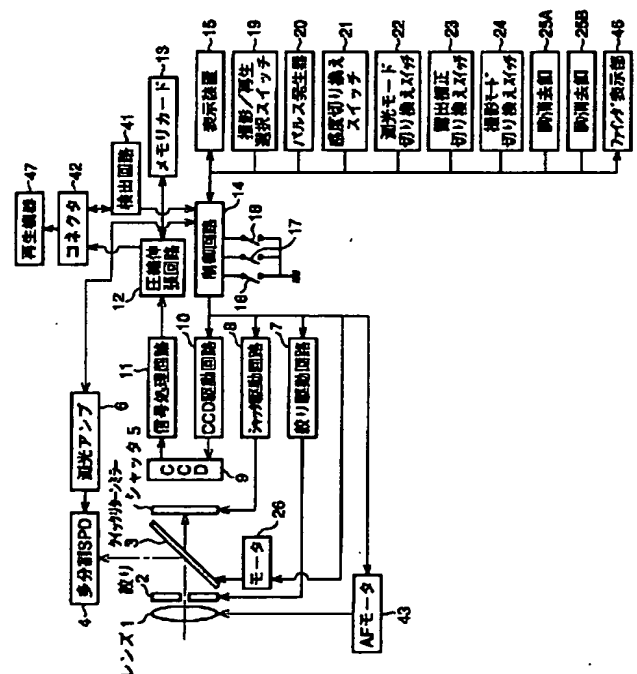 レンズ1
絞り
2
クイックリターンミラー
3
多分割SPD
4
測光アンプ
6
シャッタ 5
CCD
9
信号処理回路
11
CCD駆動回路
10
シャッタ駆動回路
8
絞り駆動回路
7
モータ
26
AFモータ
43
圧縮伸
張回路
12
制御回路
14
16
17
18
再生機器
47
コネクタ
42
検出回路
41
メモリカード
13
表示装置
15
撮影/再生
選択スイッチ
19
パルス発生器
20
感度切り換え
スイッチ
21
測光モード
切り換えスイッチ
22
露出補正
切り換えスイッチ
23
撮影モード
切り換えスイッチ
24
駒消去釦
25A
駒消去釦
25B
ファインダ表示部
46